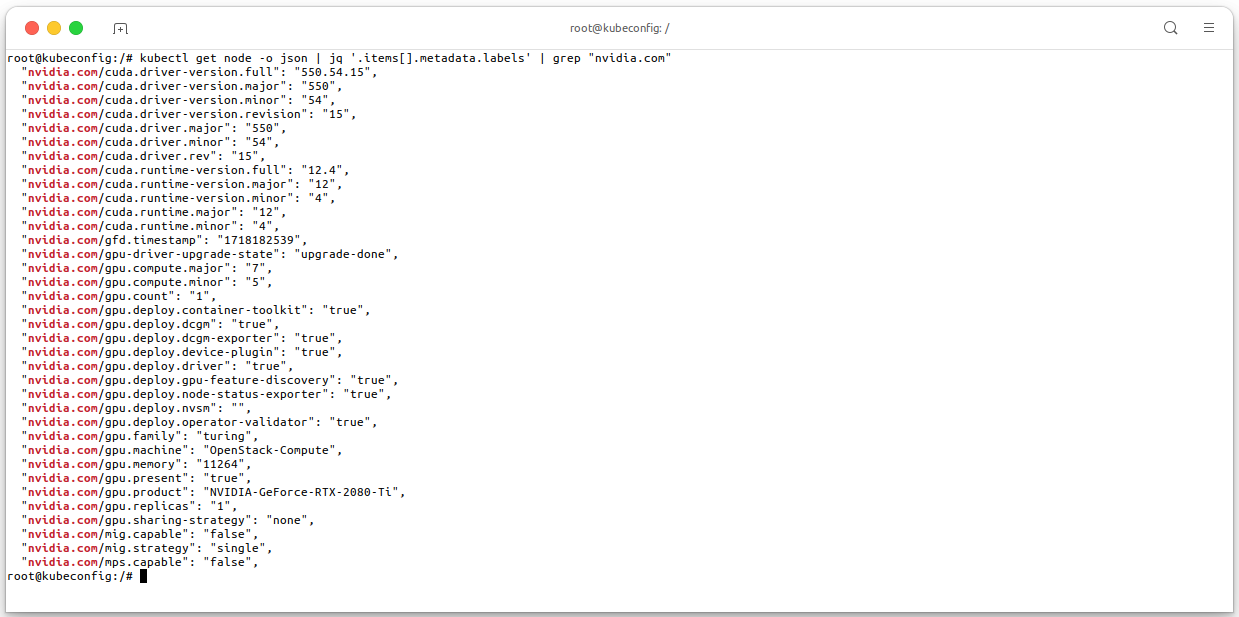 root@kubeconfig: /
root@kubeconfig:/# kubectl get node -o json | jq '.items[].metadata.labels' | grep "nvidia.com"
"nvidia.com/cuda.driver-version.full": "550.54.15",
"nvidia.com/cuda.driver-version.major": "550",
"nvidia.com/cuda.driver-version.minor": "54",
"nvidia.com/cuda.driver-version.revision": "15",
"nvidia.com/cuda.driver.major": "550",
"nvidia.com/cuda.driver.minor": "54",
"nvidia.com/cuda.driver.rev": "15",
"nvidia.com/cuda.runtime-version.full": "12.4",
"nvidia.com/cuda.runtime-version.major": "12",
"nvidia.com/cuda.runtime-version.minor": "4",
"nvidia.com/cuda.runtime.major": "12",
"nvidia.com/cuda.runtime.minor": "4",
"nvidia.com/gfd.timestamp": "1718182539",
"nvidia.com/gpu-driver-upgrade-state": "upgrade-done",
"nvidia.com/gpu.compute.major": "7",
"nvidia.com/gpu.compute.minor": "5",
"nvidia.com/gpu.count": "1",
"nvidia.com/gpu.deploy.container-toolkit": "true",
"nvidia.com/gpu.deploy.dcgm": "true",
"nvidia.com/gpu.deploy.dcgm-exporter": "true",
"nvidia.com/gpu.deploy.device-plugin": "true",
"nvidia.com/gpu.deploy.driver": "true",
"nvidia.com/gpu.deploy.gpu-feature-discovery": "true",
"nvidia.com/gpu.deploy.node-status-exporter": "true",
"nvidia.com/gpu.deploy.nvsm": "",
"nvidia.com/gpu.deploy.operator-validator": "true",
"nvidia.com/gpu.family": "turing",
"nvidia.com/gpu.machine": "OpenStack-Compute",
"nvidia.com/gpu.memory": "11264",
"nvidia.com/gpu.present": "true",
"nvidia.com/gpu.product": "NVIDIA-GeForce-RTX-2080-Ti",
"nvidia.com/gpu.replicas": "1",
"nvidia.com/gpu.sharing-strategy": "none",
"nvidia.com/mig.capable": "false",
"nvidia.com/mig.strategy": "single",
"nvidia.com/mps.capable": "false",
root@kubeconfig:/#